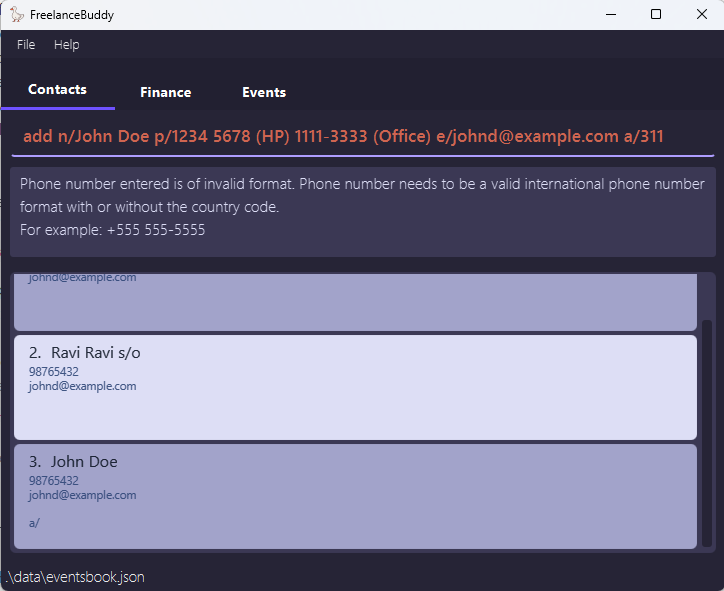 FreelanceBuddy
File Help
Contacts Finance Events
add n/John Doe p/1234 5678 (HP) 1111-3333 (Office) e/johnd@example.com a/311
Phone number entered is of invalid format. Phone number needs to be a valid international phone number
format with or without the country code.
For example: +555 555-5555
johnd@example.com
2. Ravi Ravi s/o
98765432
johnd@example.com
3. John Doe
98765432
johnd@example.com
a/
.\data\eventsbook.json